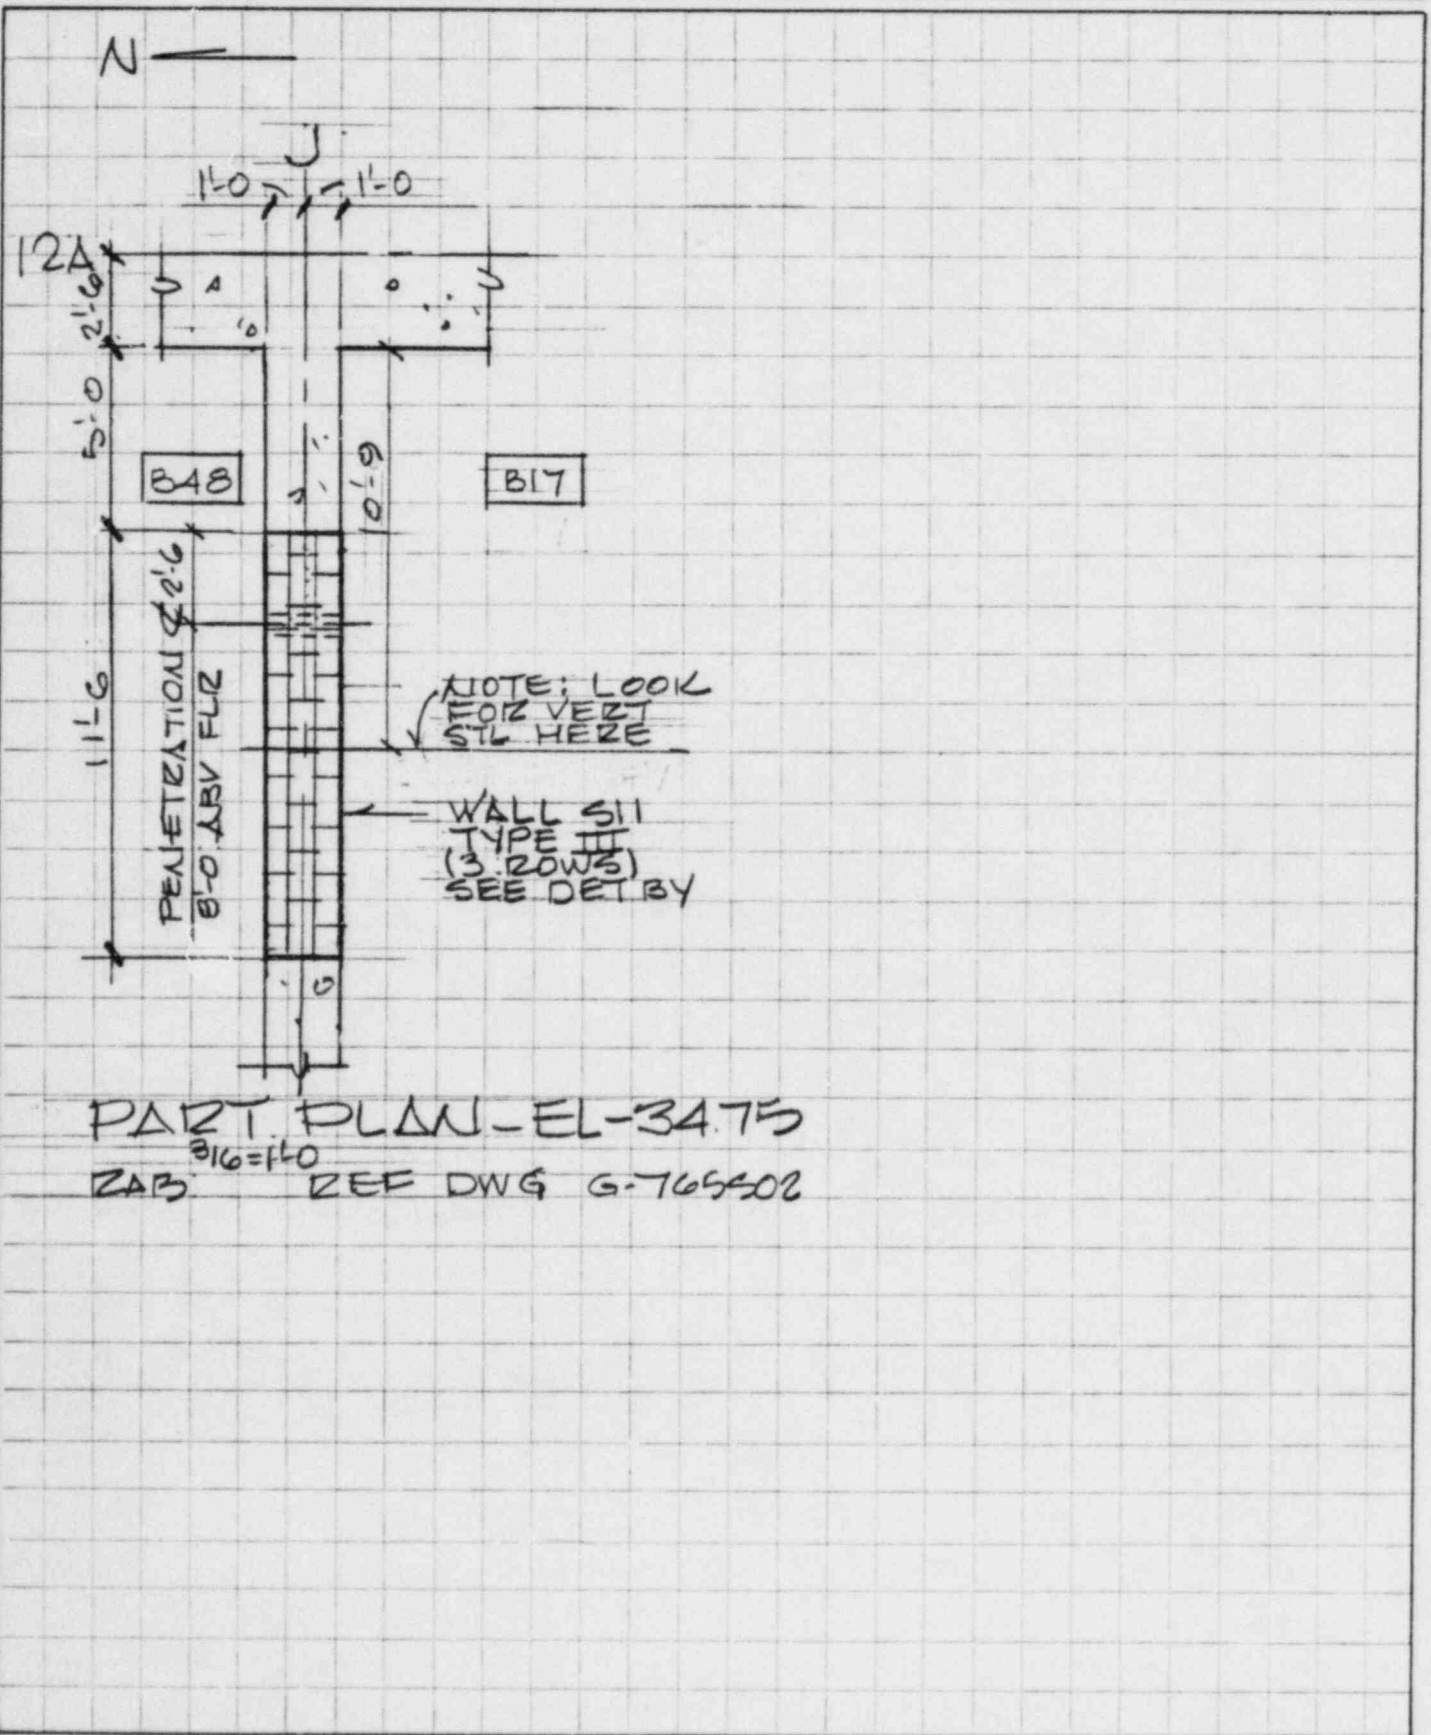 N
J
1'-0 1'-0
12A
2'-6
5'-0
B48
10'-9
B17
PENETRATION ℄ 2'-6
8'-0 ABV FLR
11'-6
NOTE: LOOK
FOR VERT
STL HERE
WALL S11
TYPE III
(3 ROWS)
SEE DET BY
PART PLAN-EL-34.75
3/16=1'-0
RAB REF DWG G-765502